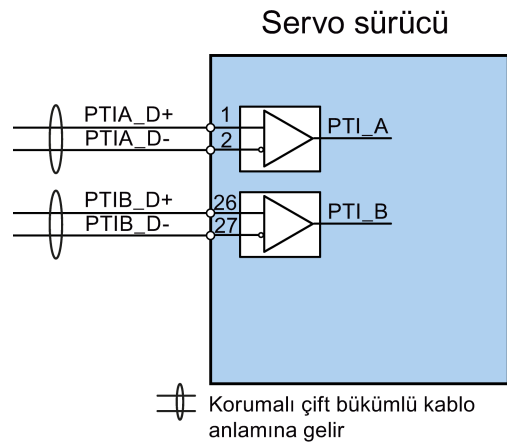 Servo sürücü
PTIA_D+ 1
PTIA_D- 2
PTI_A
PTIB_D+ 26
PTIB_D- 27
PTI_B
Korumalı çift bükümlü kablo
anlamına gelir